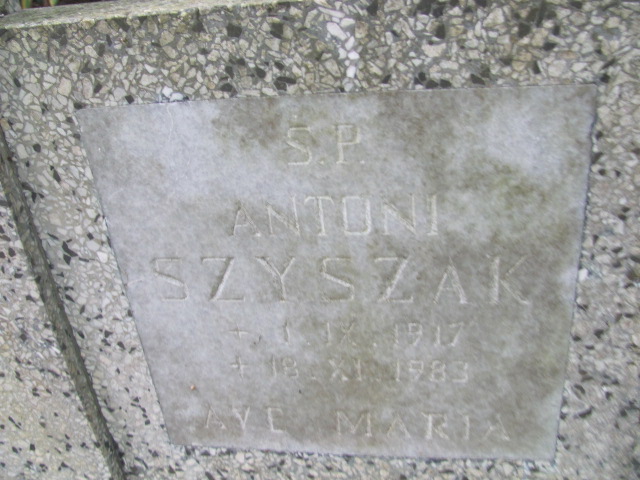 S.P.
ANTONI
SZYSZAK
+ 1. IX. 1917
+ 18. XI. 1983
AVE MARIA